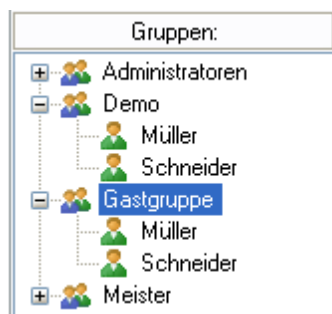 Gruppen:
Administratoren
Demo
Müller
Schneider
Gastgruppe
Müller
Schneider
Meister